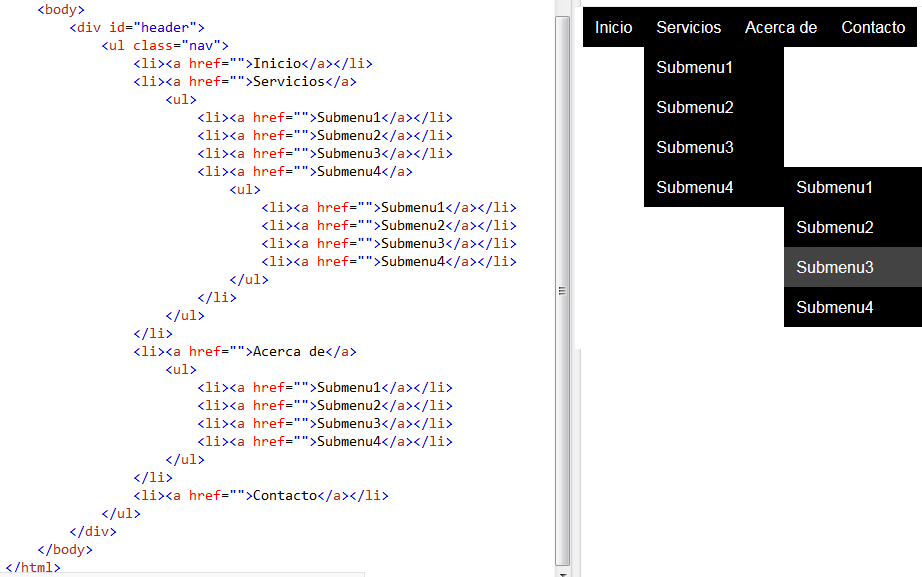 <body>
<div id="header">
<ul class="nav">
<li><a href="">Inicio</a></li>
<li><a href="">Servicios</a>
<ul>
<li><a href="">Submenu1</a></li>
<li><a href="">Submenu2</a></li>
<li><a href="">Submenu3</a></li>
<li><a href="">Submenu4</a>
<ul>
<li><a href="">Submenu1</a></li>
<li><a href="">Submenu2</a></li>
<li><a href="">Submenu3</a></li>
<li><a href="">Submenu4</a></li>
</ul>
</li>
</ul>
</li>
<li><a href="">Acerca de</a>
<ul>
<li><a href="">Submenu1</a></li>
<li><a href="">Submenu2</a></li>
<li><a href="">Submenu3</a></li>
<li><a href="">Submenu4</a></li>
</ul>
</li>
<li><a href="">Contacto</a></li>
</ul>
</div>
</body>
</html>
Inicio Servicios Acerca de Contacto
Submenu1
Submenu2
Submenu3
Submenu4
Submenu1
Submenu2
Submenu3
Submenu4